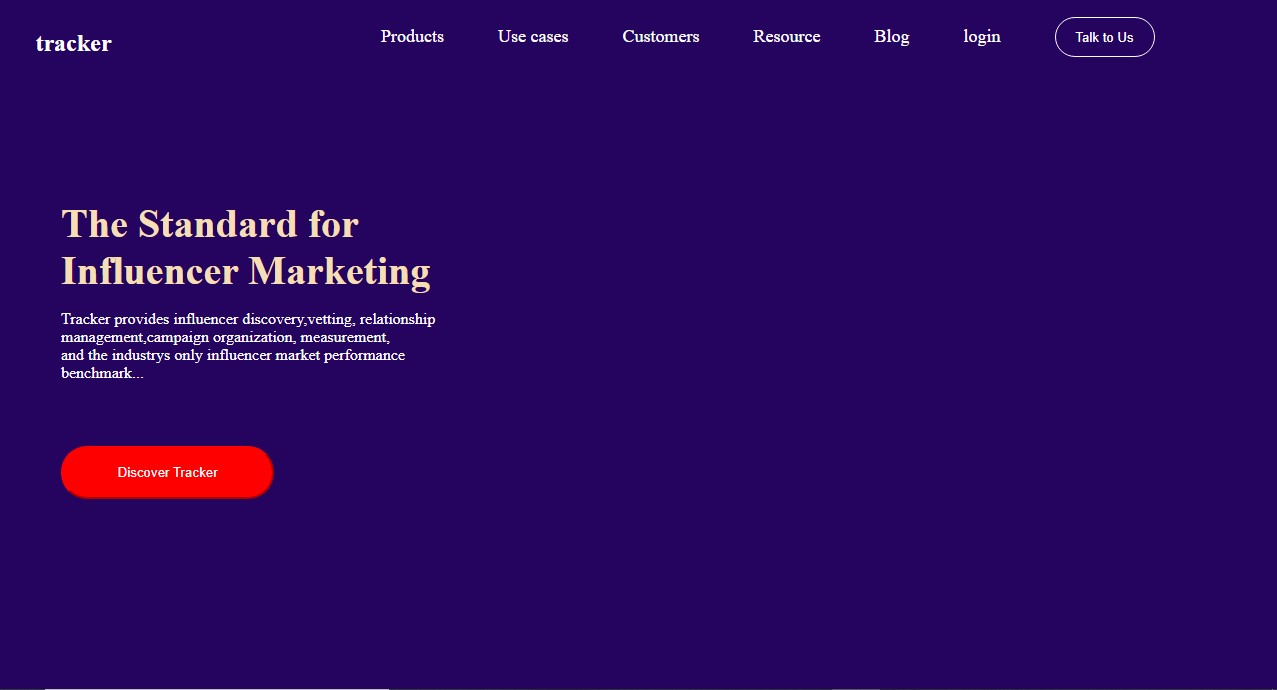 tracker
Products Use cases Customers Resource Blog login Talk to Us
The Standard for
Influencer Marketing
Tracker provides influencer discovery,vetting, relationship
management,campaign organization, measurement,
and the industrys only influencer market performance
benchmark...
Discover Tracker